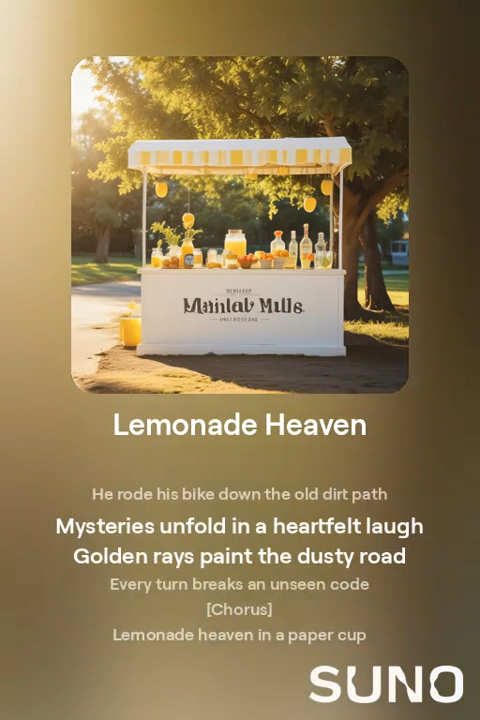 Lemonade Heaven
He rode his bike down the old dirt path
Mysteries unfold in a heartfelt laugh
Golden rays paint the dusty road
Every turn breaks an unseen code
[Chorus]
Lemonade heaven in a paper cup
SUNO